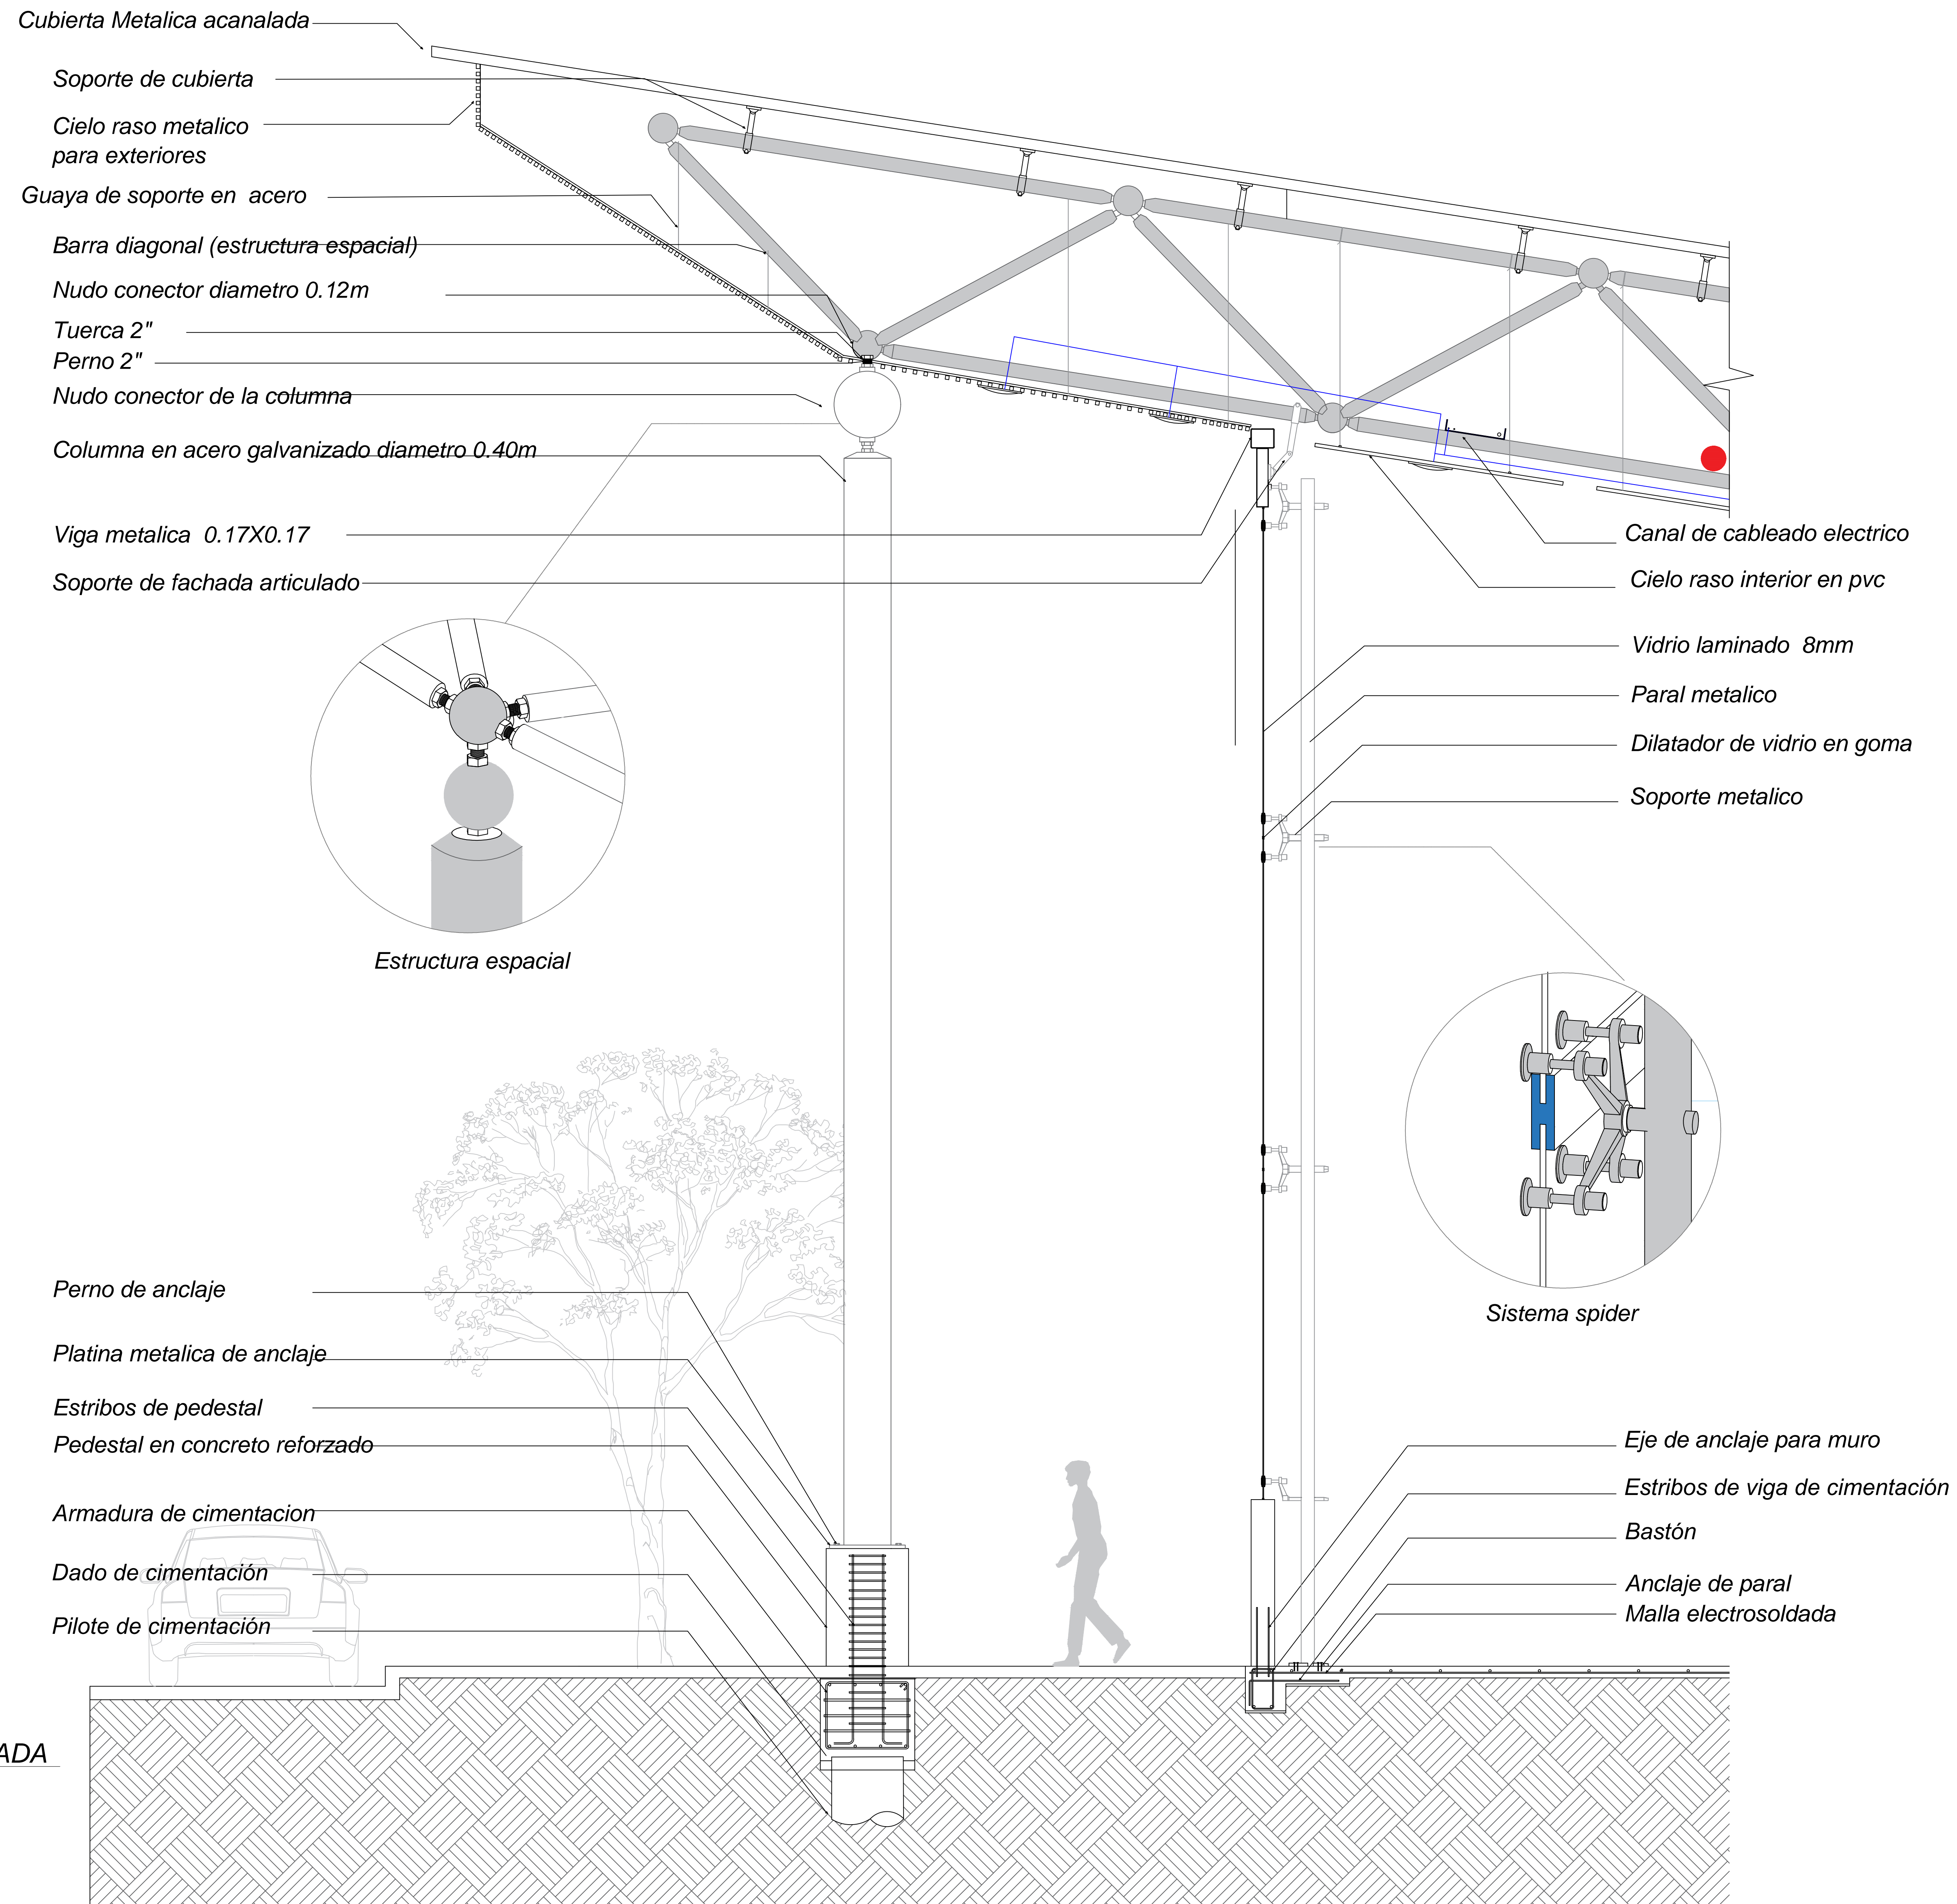 Cubierta Metalica acanalada
Soporte de cubierta
Cielo raso metalico
para exteriores
Guaya de soporte en acero
Barra diagonal (estructura espacial)
Nudo conector diametro 0.12m
Tuerca 2"
Perno 2"
Nudo conector de la columna
Columna en acero galvanizado diametro 0.40m
Viga metalica 0.17X0.17
Soporte de fachada articulado
Canal de cableado electrico
Cielo raso interior en pvc
Vidrio laminado 8mm
Paral metalico
Dilatador de vidrio en goma
Soporte metalico
Estructura espacial
Sistema spider
Perno de anclaje
Platina metalica de anclaje
Estribos de pedestal
Pedestal en concreto reforzado
Armadura de cimentacion
Dado de cimentación
Pilote de cimentación
Eje de anclaje para muro
Estribos de viga de cimentación
Bastón
Anclaje de paral
Malla electrosoldada
ADA